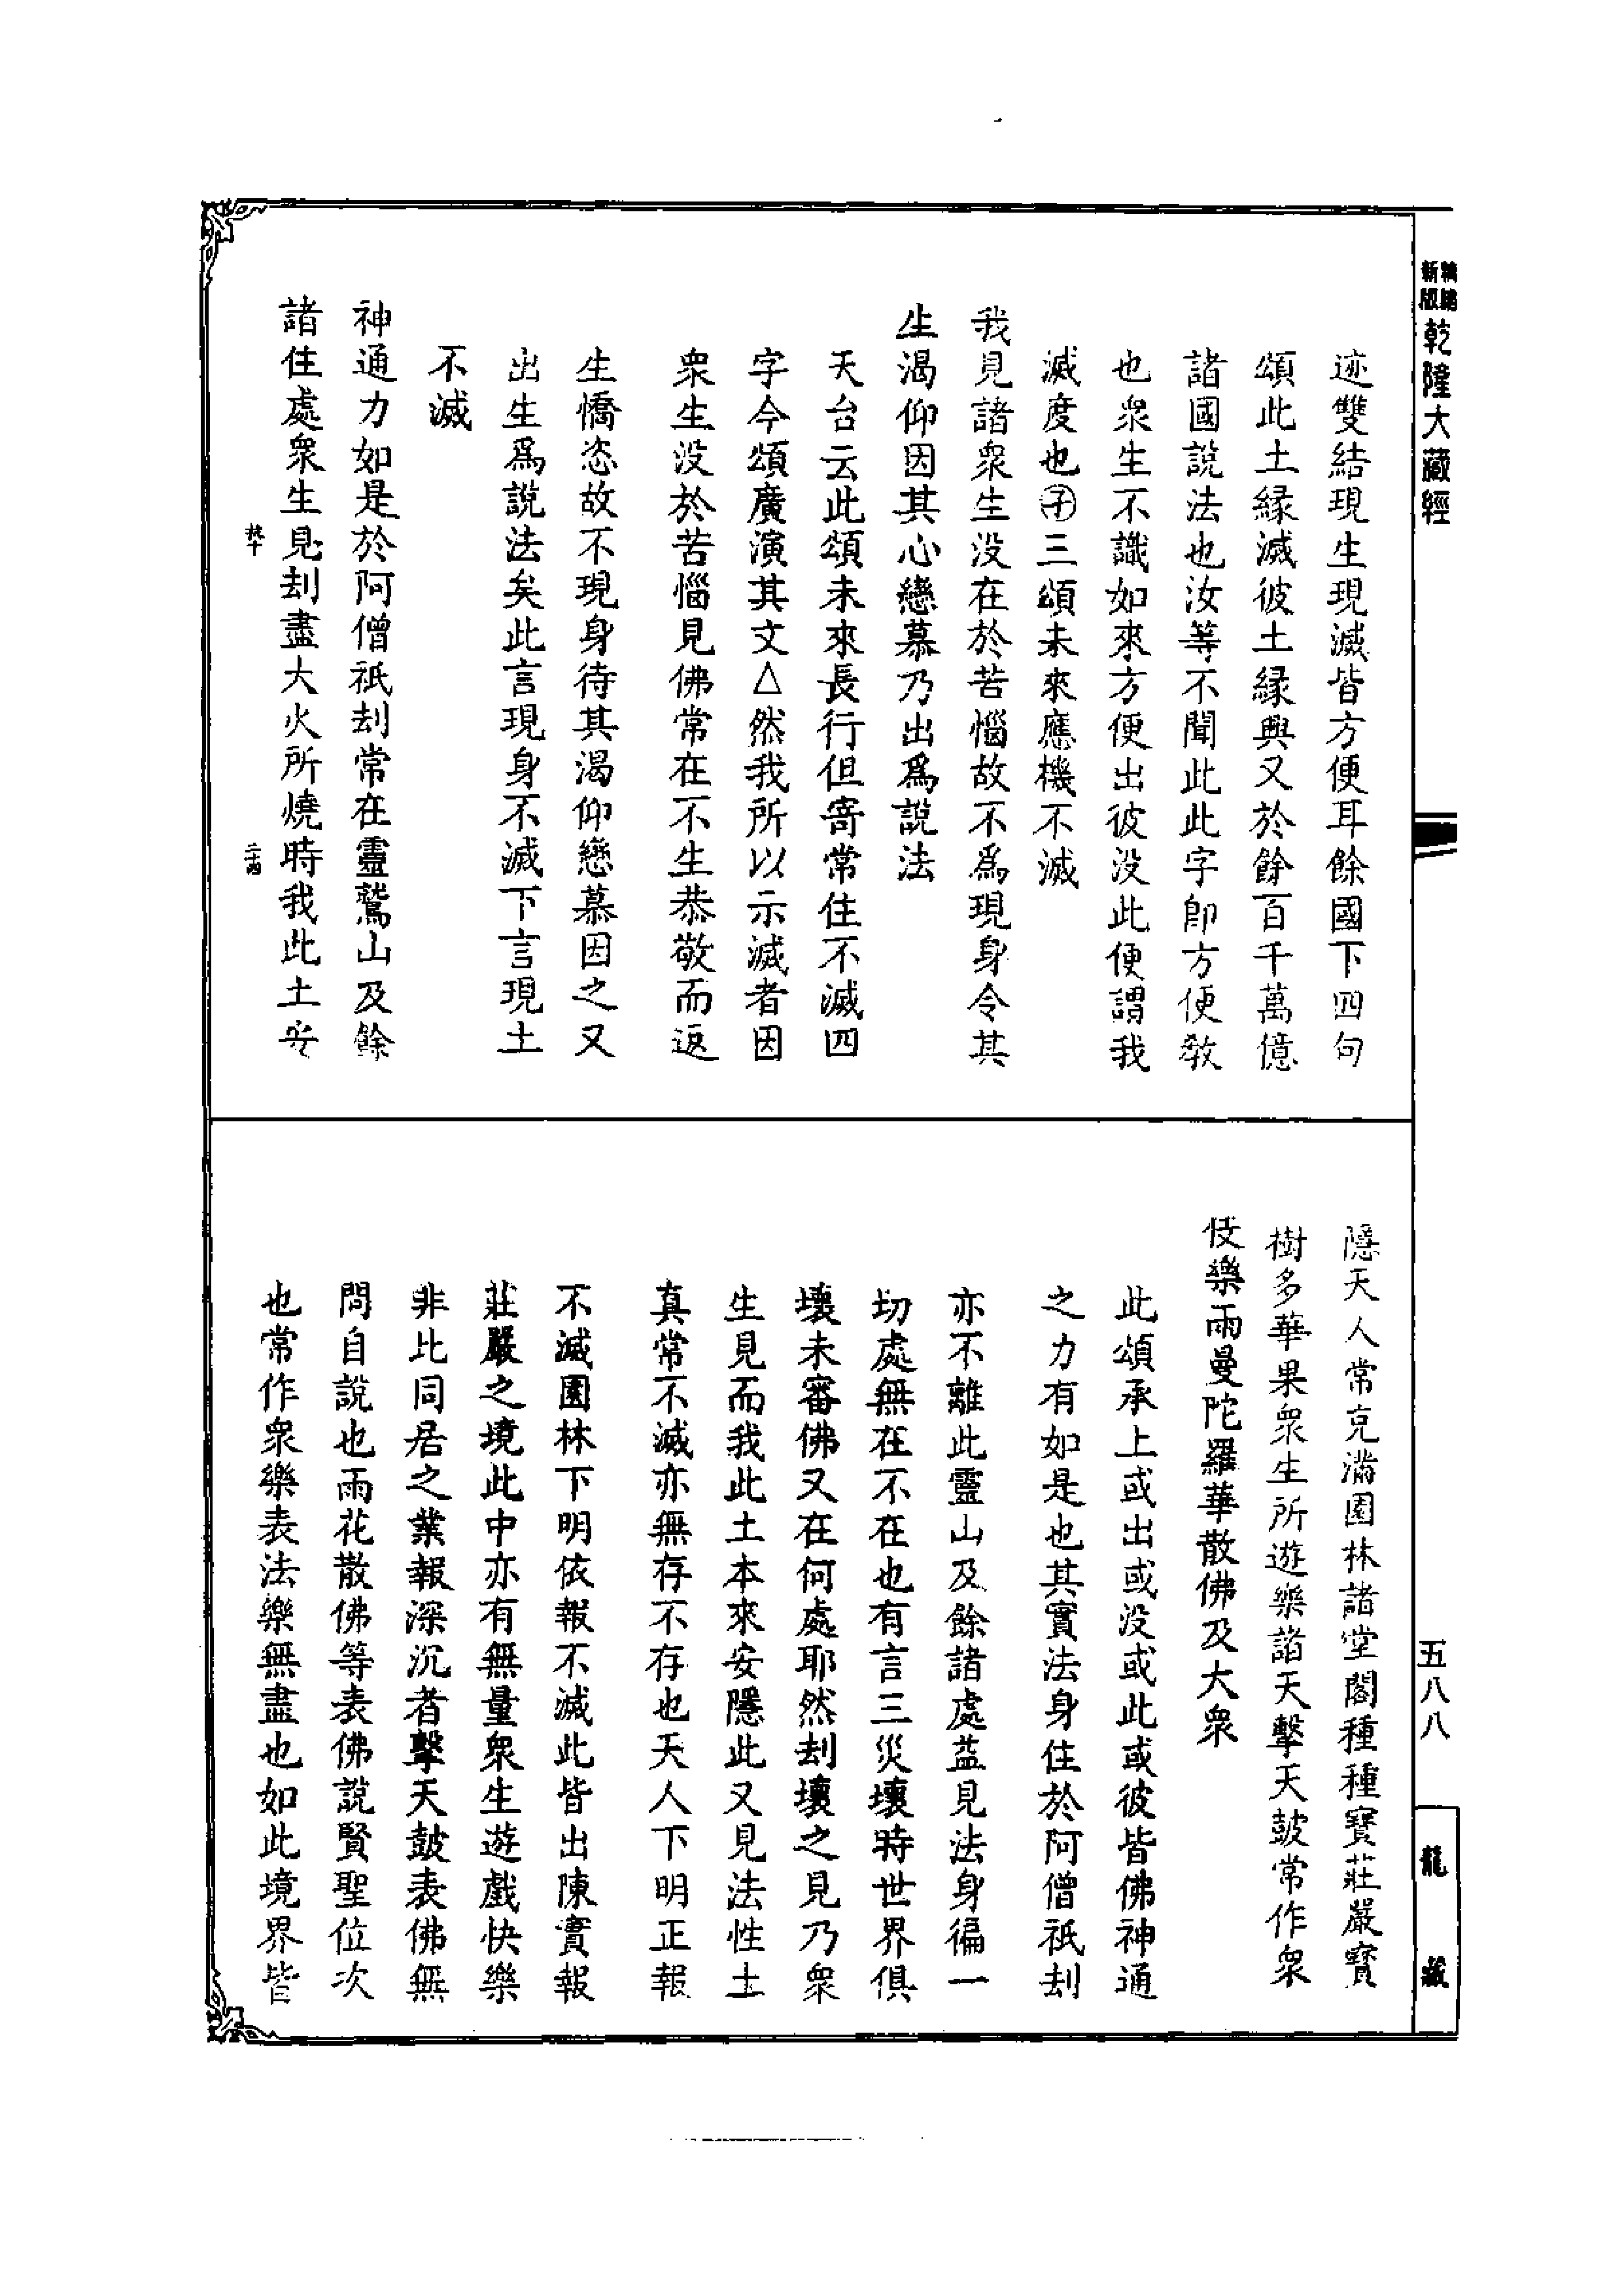 新版
精縮
乾隆大藏經
五八八
龍藏
迹雙結現生現滅皆方便耳餘國下四句
頌此土緣滅彼土緣興又於餘百千萬億
諸國說法也汝等不聞此此字即方便教
也衆生不識如來方便出彼没此便謂我
滅度也㊂三頌未來應機不滅
我見諸衆生没在於苦惱故不爲現身令其
生渴仰因其心戀慕乃出爲說法
天台云此頌未來長行但寄常住不滅四
字今頌廣演其文△然我所以示滅者因
衆生没於苦惱見佛常在不生恭敬而返
生憍恣故不現身待其渴仰戀慕因之又
出生爲說法矣此言現身不滅下言現土
不滅
神通力如是於阿僧祇刦常在靈鷲山及餘
諸住處衆生見刦盡大火所燒時我此土安
二十四
隱天人常充滿園林諸堂閣種種寶莊嚴寶
樹多華果衆生所遊樂諸天擊天鼓常作衆
伎樂雨曼陀羅華散佛及大衆
此頌承上或出或没或此或彼皆佛神通
之力有如是也其實法身住於阿僧祇刦
亦不離此靈山及餘諸處葢見法身徧一
切處無在不在也有言三災壞時世界俱
壞未審佛又在何處耶然刦壞之見乃衆
生見而我此土本來安隱此又見法性土
真常不滅亦無存不存也天人下明正報
不滅園林下明依報不滅此皆出陳實報
莊嚴之境此中亦有無量衆生遊戲快樂
非比同居之業報深沉者擊天鼓表佛無
問自說也雨花散佛等表佛說賢聖位次
也常作衆樂表法樂無盡也如此境界皆